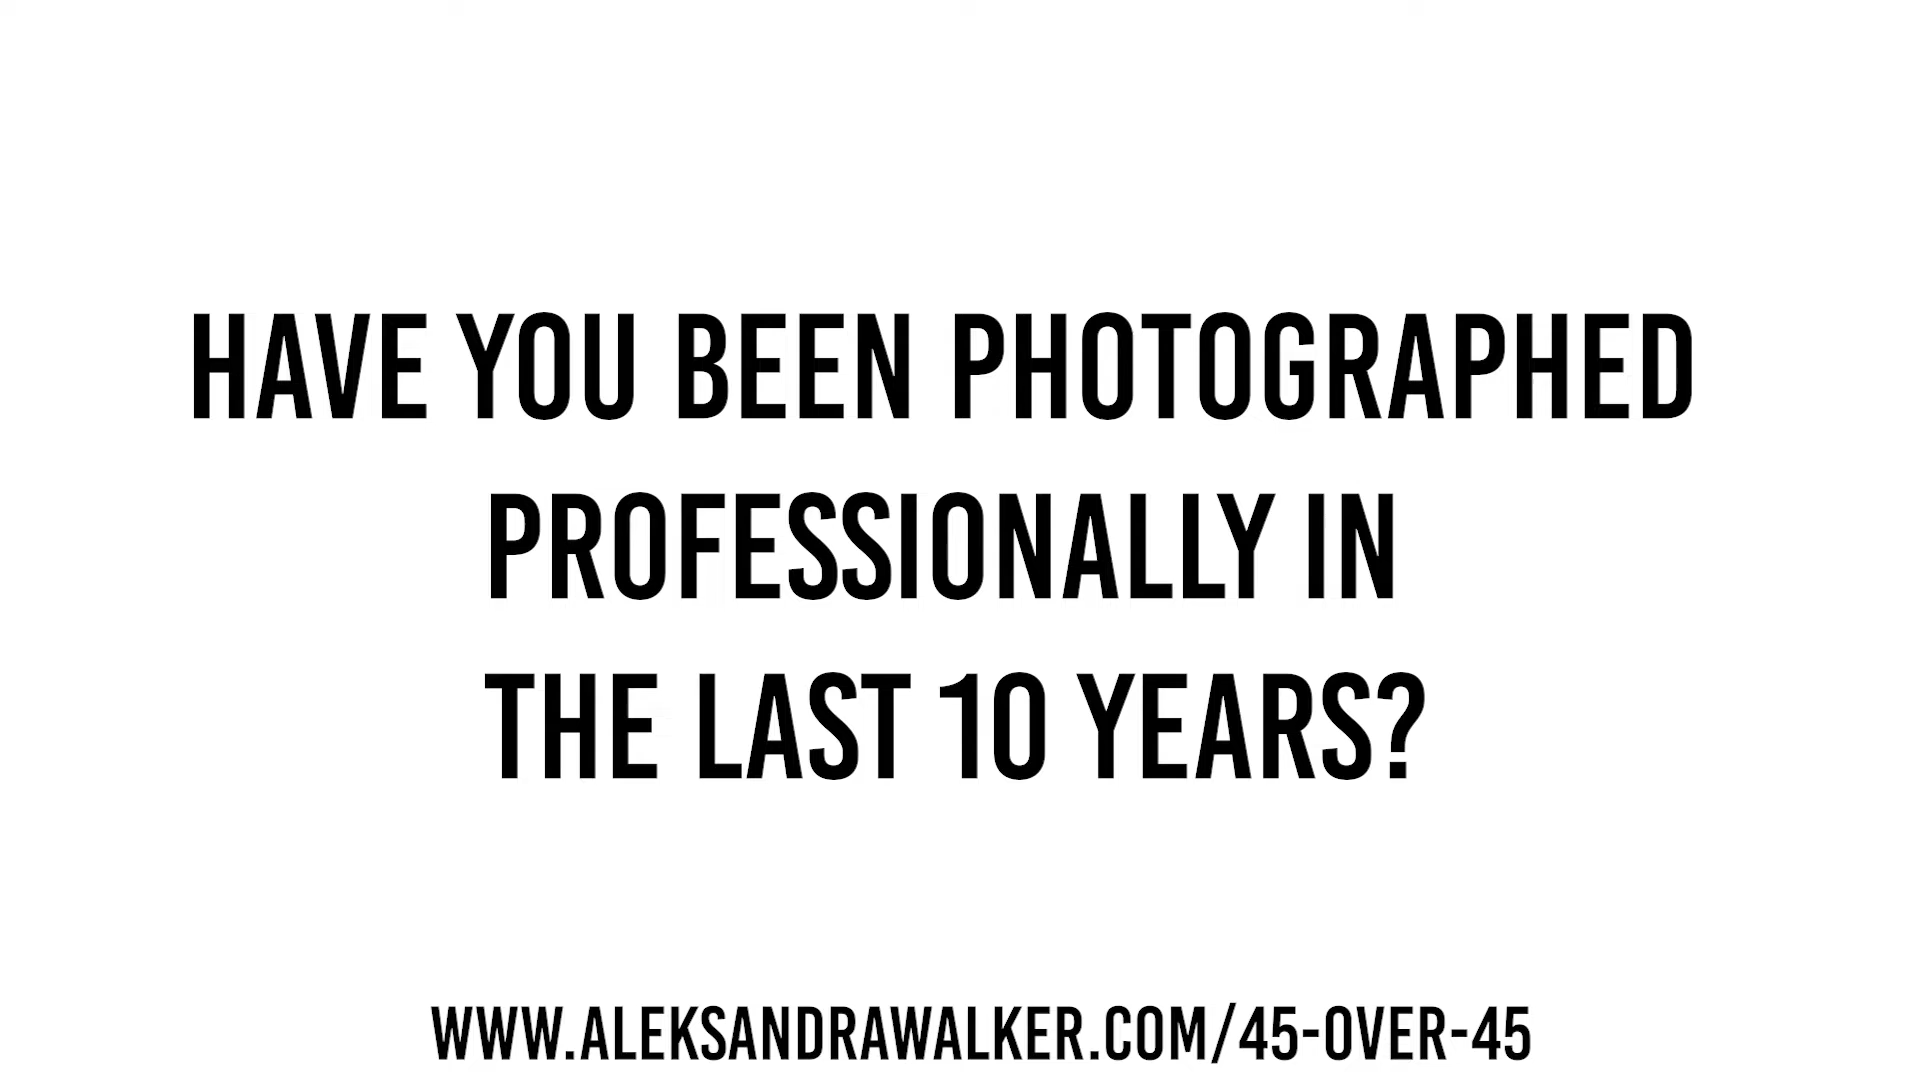 HAVE YOU BEEN PHOTOGRAPHED
PROFESSIONALLY IN
THE LAST 10 YEARS?
WWW.ALEKSANDRAWALKER.COM/45-OVER-45